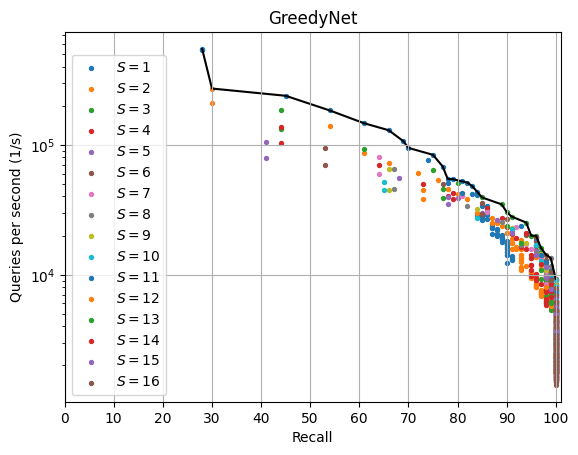 GreedyNet
Queries per second (1/s)
10^5
10^4
S = 1
S = 2
S = 3
S = 4
S = 5
S = 6
S = 7
S = 8
S = 9
S = 10
S = 11
S = 12
S = 13
S = 14
S = 15
S = 16
0 10 20 30 40 50 60 70 80 90 100
Recall